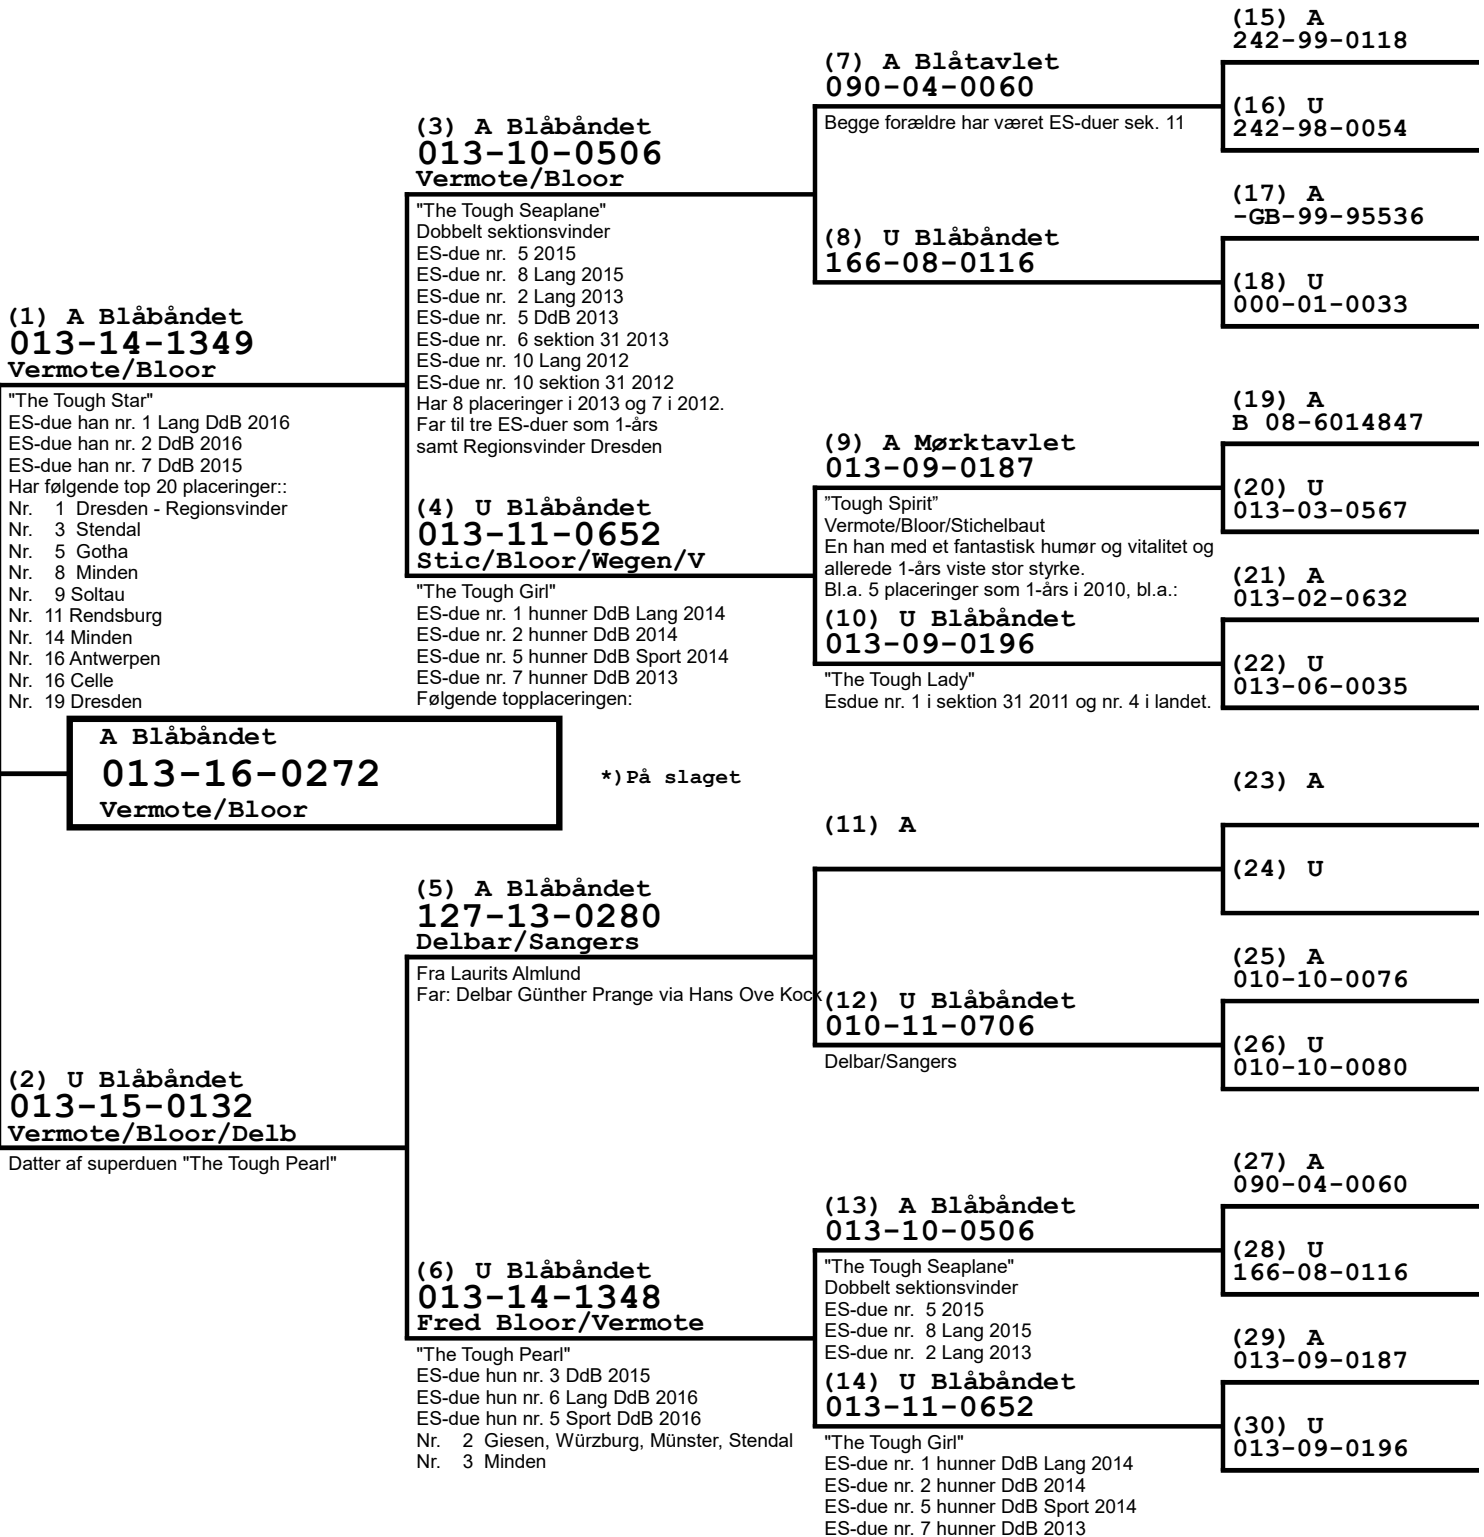 (1) A Blåbåndet
013-14-1349
Vermote/Bloor
"The Tough Star"
ES-due han nr. 1 Lang DdB 2016
ES-due han nr. 2 DdB 2016
ES-due han nr. 7 DdB 2015
Har følgende top 20 placeringer::
Nr. 1 Dresden - Regionsvinder
Nr. 3 Stendal
Nr. 5 Gotha
Nr. 8 Minden
Nr. 9 Soltau
Nr. 11 Rendsburg
Nr. 14 Minden
Nr. 16 Antwerpen
Nr. 16 Celle
Nr. 19 Dresden
A Blåbåndet
013-16-0272
Vermote/Bloor
*)På slaget
(2) U Blåbåndet
013-15-0132
Vermote/Bloor/Delb
Datter af superduen "The Tough Pearl"
(3) A Blåbåndet
013-10-0506
Vermote/Bloor
"The Tough Seaplane"
Dobbelt sektionsvinder
ES-due nr. 5 2015
ES-due nr. 8 Lang 2015
ES-due nr. 2 Lang 2013
ES-due nr. 5 DdB 2013
ES-due nr. 6 sektion 31 2013
ES-due nr. 10 Lang 2012
ES-due nr. 10 sektion 31 2012
Har 8 placeringer i 2013 og 7 i 2012.
Far til tre ES-duer som 1-års
samt Regionsvinder Dresden
(4) U Blåbåndet
013-11-0652
Stic/Bloor/Wegen/V
"The Tough Girl"
ES-due nr. 1 hunner DdB Lang 2014
ES-due nr. 2 hunner DdB 2014
ES-due nr. 5 hunner DdB Sport 2014
ES-due nr. 7 hunner DdB 2013
Følgende topplaceringen:
(5) A Blåbåndet
127-13-0280
Delbar/Sangers
Fra Laurits Almlund
Far: Delbar Günther Prange via Hans Ove Kock
(6) U Blåbåndet
013-14-1348
Fred Bloor/Vermote
"The Tough Pearl"
ES-due hun nr. 3 DdB 2015
ES-due hun nr. 6 Lang DdB 2016
ES-due hun nr. 5 Sport DdB 2016
Nr. 2 Giesen, Würzburg, Münster, Stendal
Nr. 3 Minden
(7) A Blåtavlet
090-04-0060
Begge forældre har været ES-duer sek. 11
(8) U Blåbåndet
166-08-0116
(9) A Mørktavlet
013-09-0187
”Tough Spirit”
Vermote/Bloor/Stichelbaut
En han med et fantastisk humør og vitalitet og
allerede 1-års viste stor styrke.
Bl.a. 5 placeringer som 1-års i 2010, bl.a.:
(10) U Blåbåndet
013-09-0196
"The Tough Lady"
Esdue nr. 1 i sektion 31 2011 og nr. 4 i landet.
(11) A
(12) U Blåbåndet
010-11-0706
Delbar/Sangers
(13) A Blåbåndet
013-10-0506
"The Tough Seaplane"
Dobbelt sektionsvinder
ES-due nr. 5 2015
ES-due nr. 8 Lang 2015
ES-due nr. 2 Lang 2013
(14) U Blåbåndet
013-11-0652
"The Tough Girl"
ES-due nr. 1 hunner DdB Lang 2014
ES-due nr. 2 hunner DdB 2014
ES-due nr. 5 hunner DdB Sport 2014
ES-due nr. 7 hunner DdB 2013
(15) A
242-99-0118
(16) U
242-98-0054
(17) A
-GB-99-95536
(18) U
000-01-0033
(19) A
B 08-6014847
(20) U
013-03-0567
(21) A
013-02-0632
(22) U
013-06-0035
(23) A
(24) U
(25) A
010-10-0076
(26) U
010-10-0080
(27) A
090-04-0060
(28) U
166-08-0116
(29) A
013-09-0187
(30) U
013-09-0196